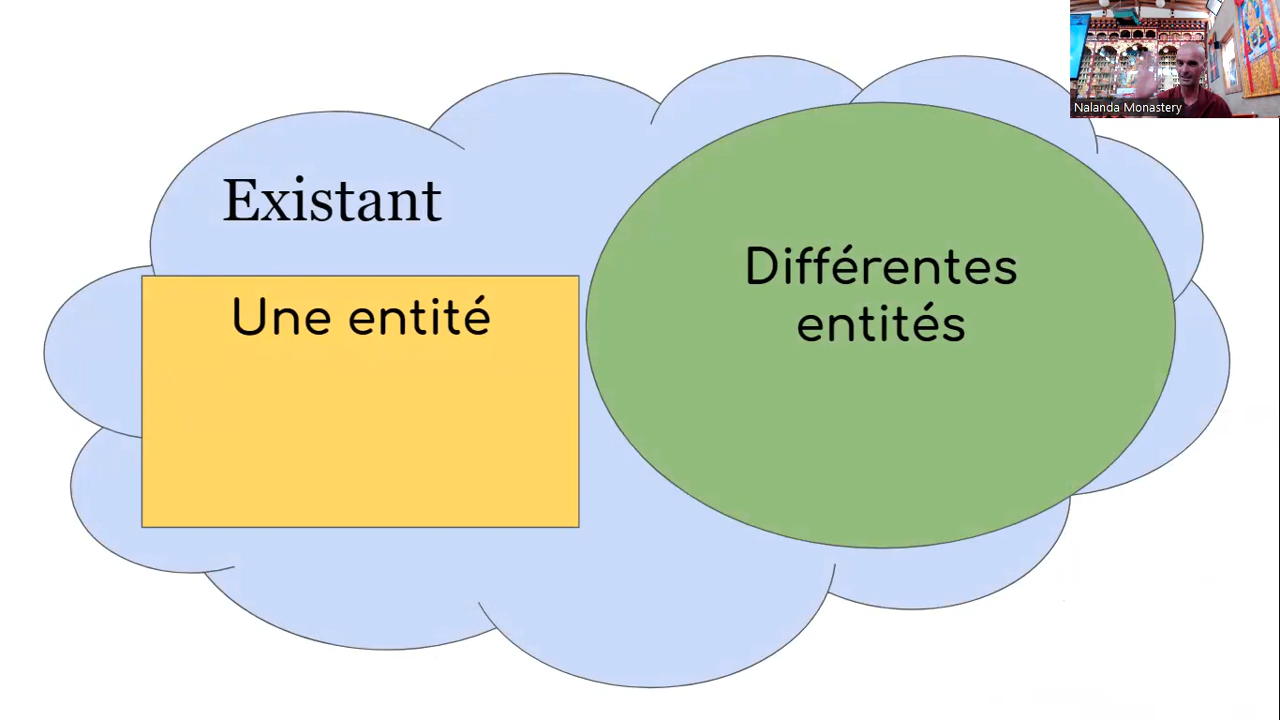 Nalanda Monastery
Existant
Une entité
Différentes
entités